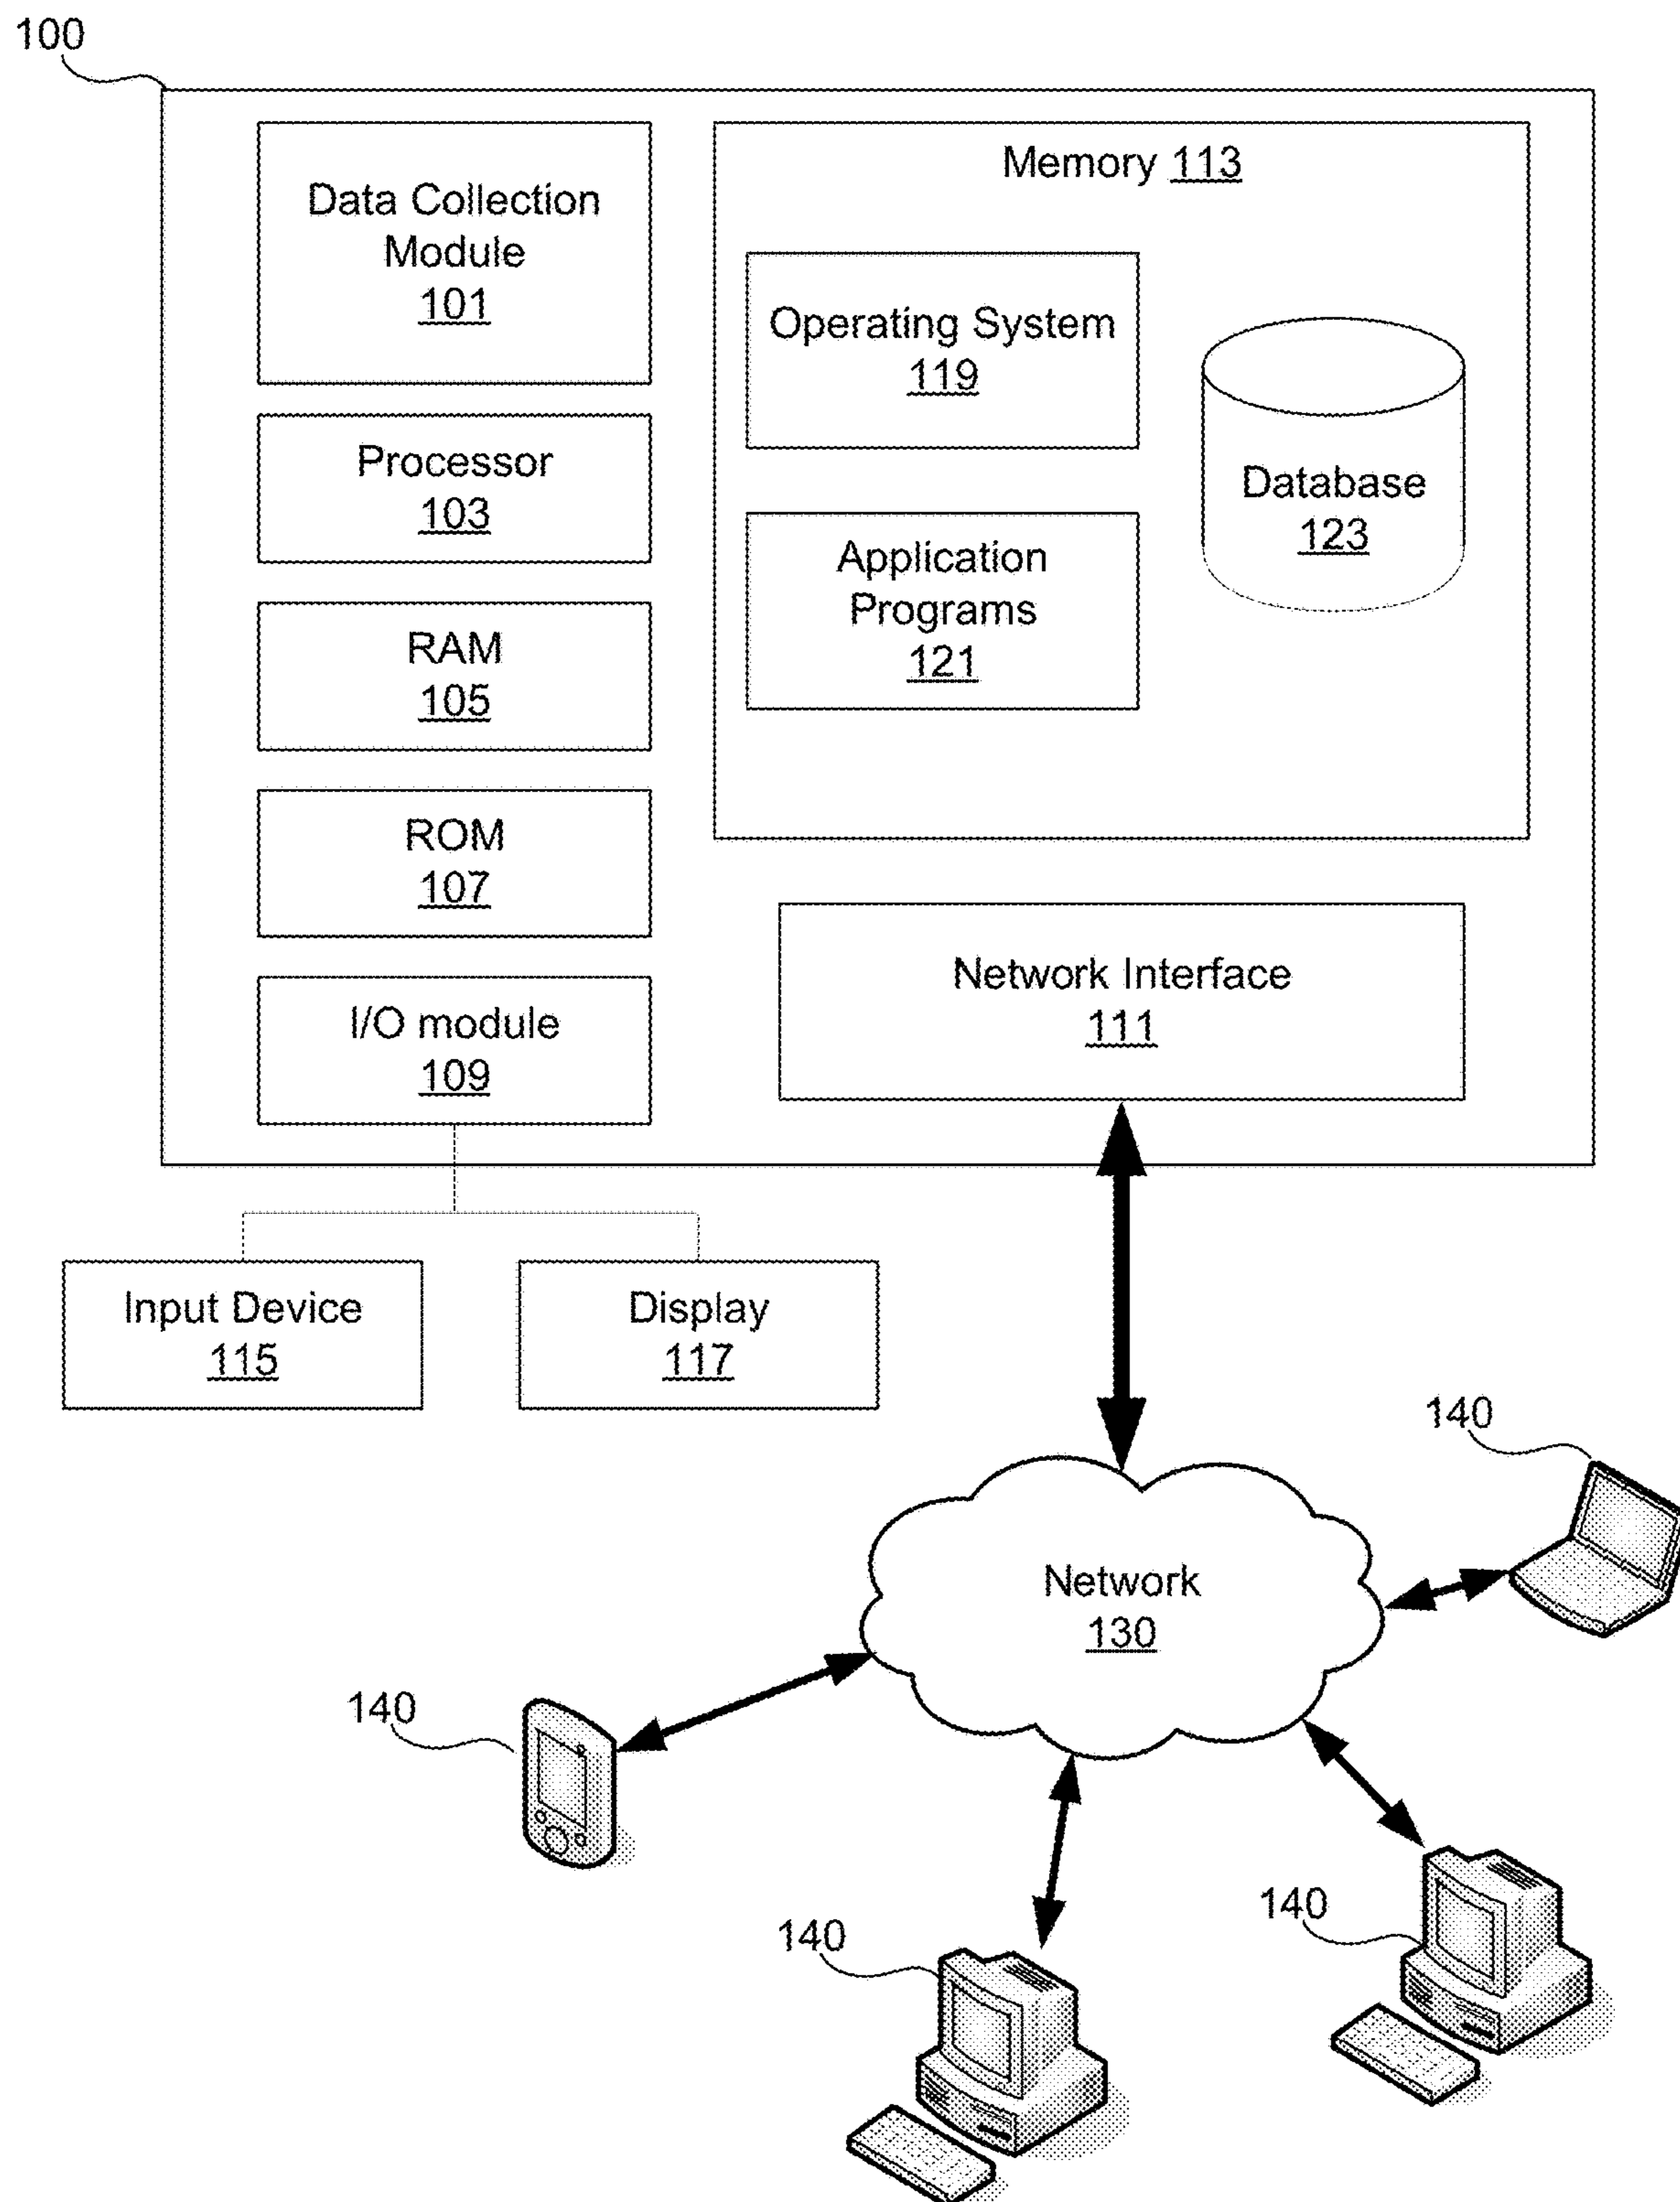 100
Data Collection
Module
101
Processor
103
RAM
105
ROM
107
I/O module
109
Memory 113
Operating System
119
Application
Programs
121
Database
123
Network Interface
111
Input Device
115
Display
117
Network
130
140
140
140
140